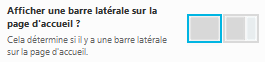 Afficher une barre latérale sur la
page d'accueil ?
Cela détermine si il y a une barre latérale
sur la page d'accueil.